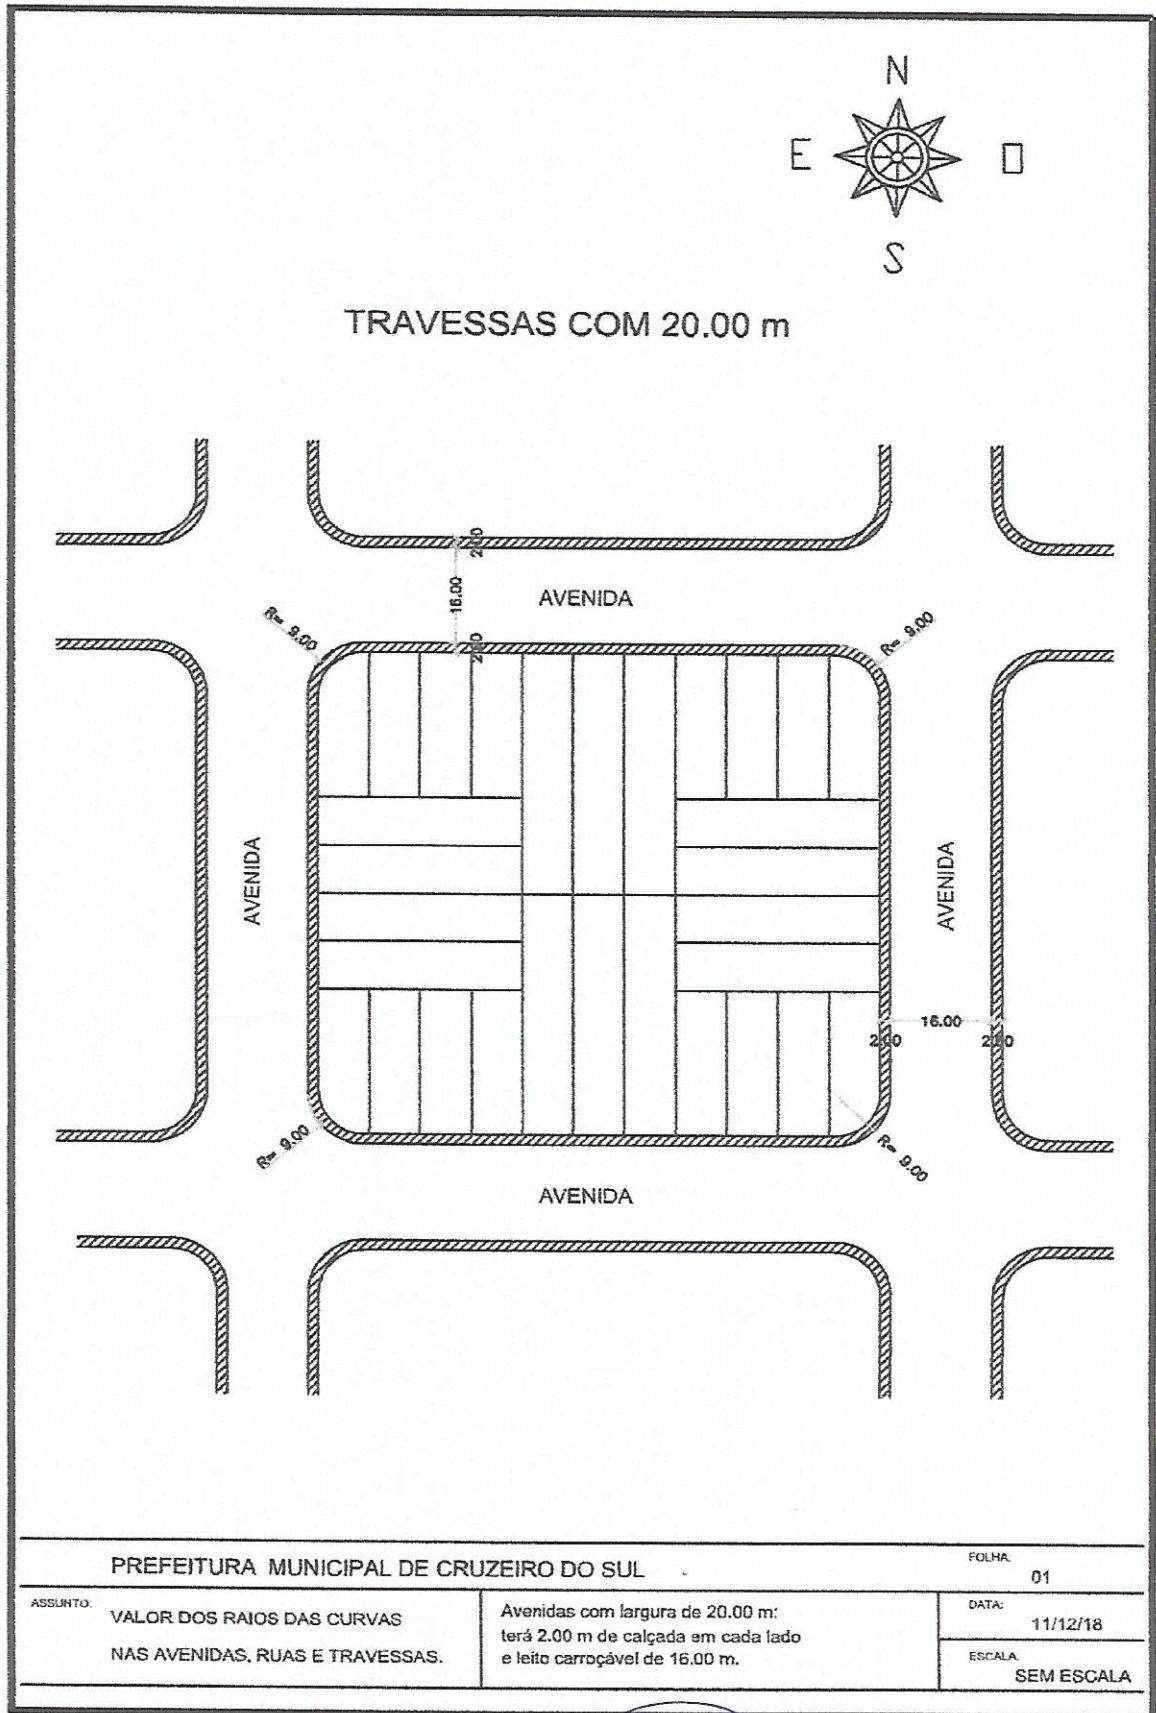 N
E O
S
TRAVESSAS COM 20.00 m
2.00
16.00
AVENIDA
R= 9.00
R= 9.00
2.00
AVENIDA
AVENIDA
16.00
2.00 2.00
R= 9.00
R= 9.00
AVENIDA
PREFEITURA MUNICIPAL DE CRUZEIRO DO SUL
FOLHA:
01
ASSUNTO:
VALOR DOS RAIOS DAS CURVAS
NAS AVENIDAS, RUAS E TRAVESSAS.
Avenidas com largura de 20.00 m:
terá 2.00 m de calçada em cada lado
e leito carroçável de 16.00 m.
DATA:
11/12/18
ESCALA:
SEM ESCALA